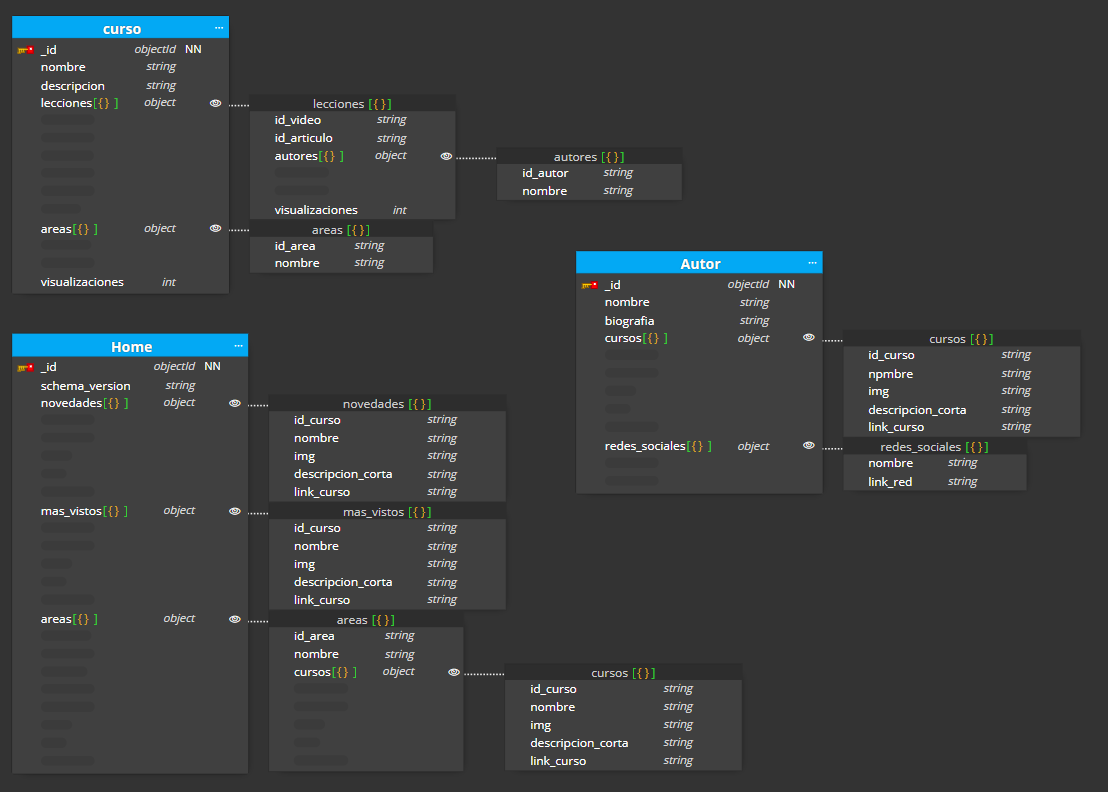 curso ...
_id objectId NN
nombre string
descripcion string
lecciones[{} ] object
areas[{} ] object
visualizaciones int
lecciones [{}]
id_video string
id_articulo string
autores[{} ] object
visualizaciones int
autores [{}]
id_autor string
nombre string
areas [{}]
id_area string
nombre string
Autor ...
_id objectId NN
nombre string
biografia string
cursos[{} ] object
redes_sociales[{} ] object
cursos [{}]
id_curso string
npmbre string
img string
descripcion_corta string
link_curso string
redes_sociales [{}]
nombre string
link_red string
Home ...
_id objectId NN
schema_version string
novedades[{} ] object
mas_vistos[{} ] object
areas[{} ] object
novedades [{}]
id_curso string
nombre string
img string
descripcion_corta string
link_curso string
mas_vistos [{}]
id_curso string
nombre string
img string
descripcion_corta string
link_curso string
areas [{}]
id_area string
nombre string
cursos[{} ] object
cursos [{}]
id_curso string
nombre string
img string
descripcion_corta string
link_curso string